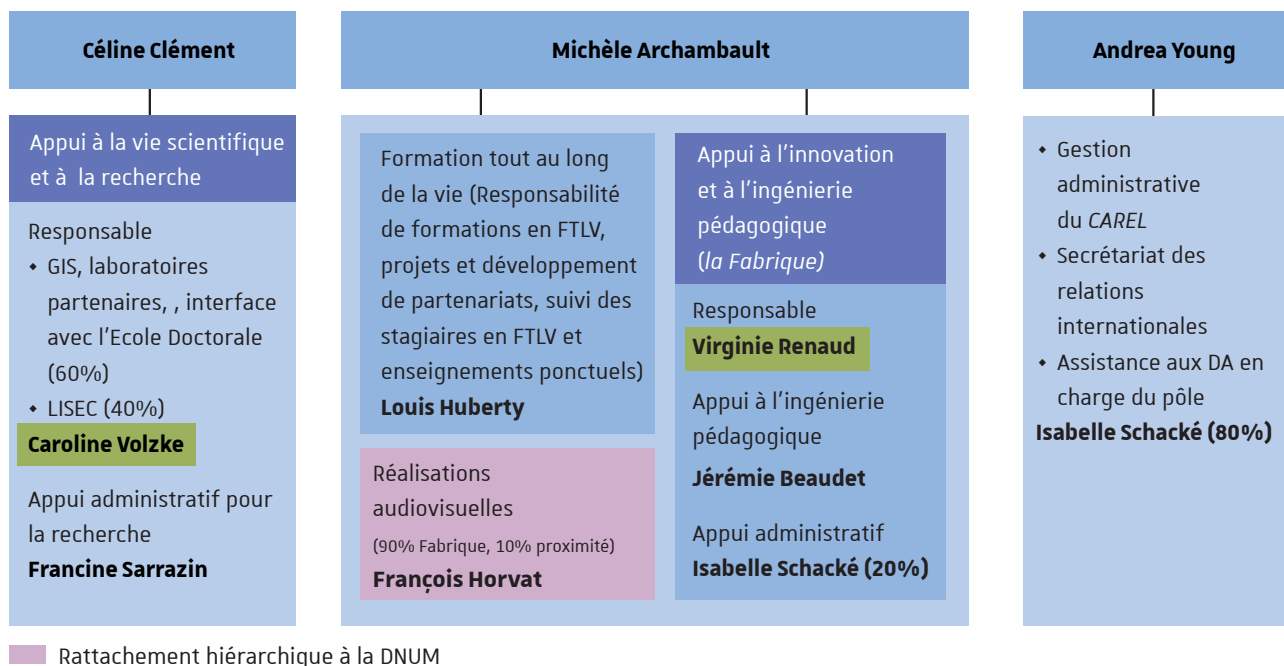 Céline Clément
Appui à la vie scientifique
et à la recherche
Responsable
◆ GIS, laboratoires
partenaires, , interface
avec l'Ecole Doctorale
(60%)
◆ LISEC (40%)
Caroline Volzke
Appui administratif pour
la recherche
Francine Sarrazin
Michèle Archambault
Formation tout au long
de la vie (Responsabilité
de formations en FTLV,
projets et développement
de partenariats, suivi des
stagiaires en FTLV et
enseignements ponctuels)
Louis Huberty
Réalisations
audiovisuelles
(90% Fabrique, 10% proximité)
François Horvat
Appui à l'innovation
et à l'ingénierie
pédagogique
(la Fabrique)
Responsable
Virginie Renaud
Appui à l'ingénierie
pédagogique
Jérémie Beaudet
Appui administratif
Isabelle Schacké (20%)
Andrea Young
◆ Gestion
administrative
du CAREL
◆ Secrétariat des
relations
internationales
◆ Assistance aux DA en
charge du pôle
Isabelle Schacké (80%)
Rattachement hiérarchique à la DNUM